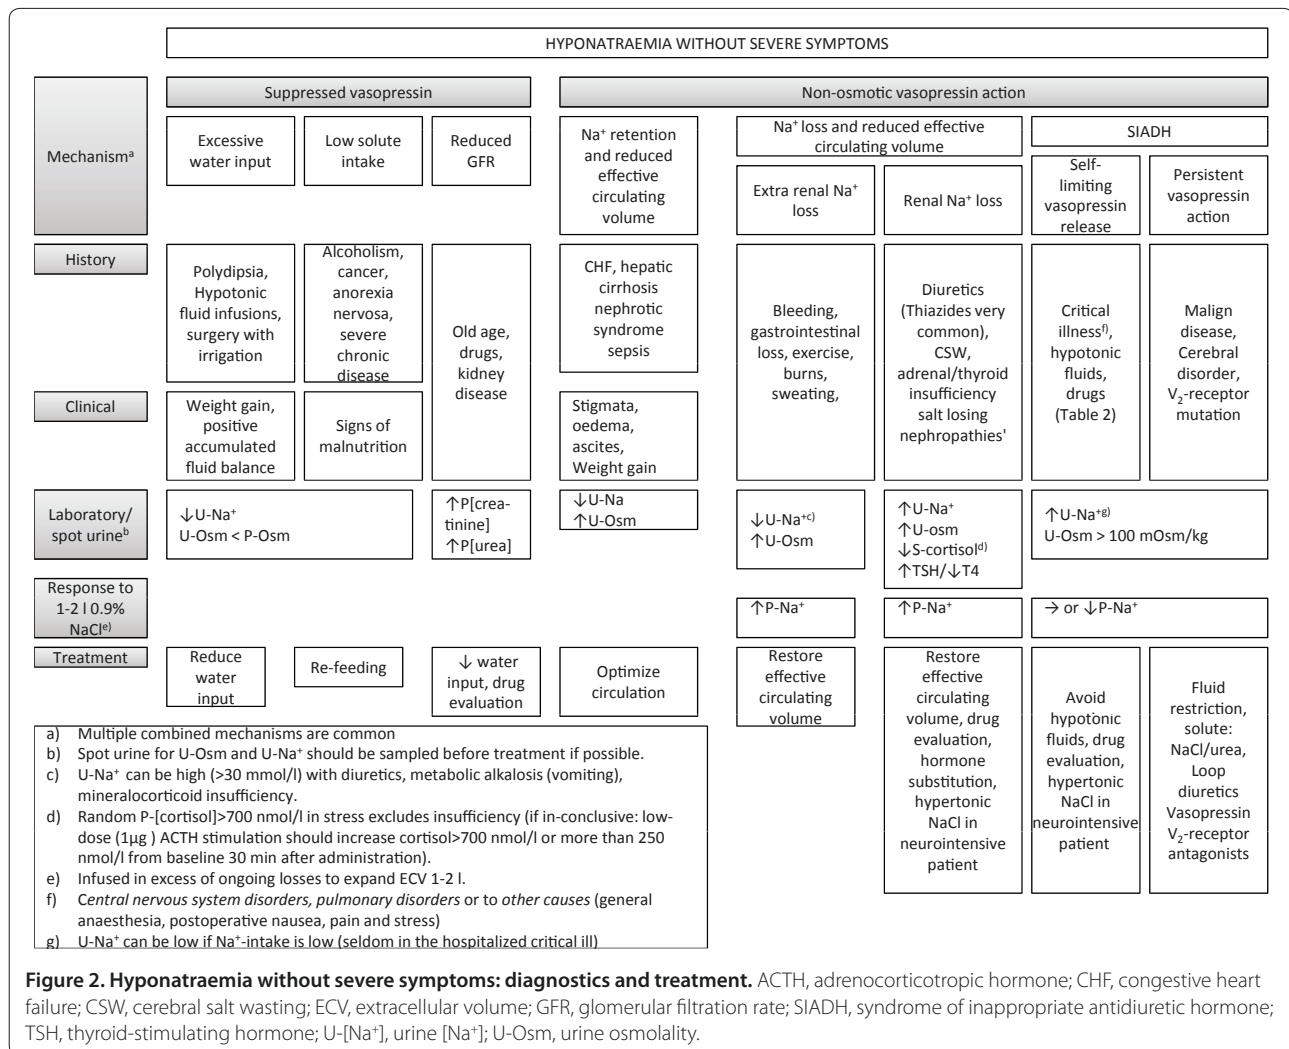 HYPONATRAEMIA WITHOUT SEVERE SYMPTOMS
Mechanismᵃ
Suppressed vasopressin
Non-osmotic vasopressin action
Excessive
water input
Low solute
intake
Reduced
GFR
Na⁺ retention
and reduced
effective
circulating
volume
Na⁺ loss and reduced effective
circulating volume
Extra renal Na⁺
loss
Renal Na⁺ loss
SIADH
Self-
limiting
vasopressin
release
Persistent
vasopressin
action
History
Polydipsia,
Hypotonic
fluid infusions,
surgery with
irrigation
Alcoholism,
cancer,
anorexia
nervosa,
severe
chronic
disease
Old age,
drugs,
kidney
disease
CHF, hepatic
cirrhosis
nephrotic
syndrome
sepsis
Bleeding,
gastrointestinal
loss, exercise,
burns,
sweating,
Diuretics
(Thiazides very
common),
CSW,
adrenal/thyroid
insufficiency
salt losing
nephropathies'
Critical
illnessᶠ⁾,
hypotonic
fluids,
drugs
(Table 2)
Malign
disease,
Cerebral
disorder,
V₂-receptor
mutation
Clinical
Weight gain,
positive
accumulated
fluid balance
Signs of
malnutrition
Stigmata,
oedema,
ascites,
Weight gain
Laboratory/
spot urineᵇ
↓U-Na⁺
U-Osm < P-Osm
↑P[crea-
tinine]
↑P[urea]
↓U-Na
↑U-Osm
↓U-Na⁺ᶜ⁾
↑U-Osm
↑U-Na⁺
↑U-osm
↓S-cortisolᵈ⁾
↑TSH/↓T4
↑U-Na⁺ᵍ⁾
U-Osm > 100 mOsm/kg
Response to
1-2 l 0.9%
NaClᵉ⁾
↑P-Na⁺
↑P-Na⁺
→ or ↓P-Na⁺
Treatment
Reduce
water
input
Re-feeding
↓ water
input, drug
evaluation
Optimize
circulation
Restore
effective
circulating
volume
Restore
effective
circulating
volume, drug
evaluation,
hormone
substitution,
hypertonic
NaCl in
neurointensive
patient
Avoid
hypotonic
fluids, drug
evaluation,
hypertonic
NaCl in
neurointensive
patient
Fluid
restriction,
solute:
NaCl/urea,
Loop
diuretics
Vasopressin
V₂-receptor
antagonists
a) Multiple combined mechanisms are common
b) Spot urine for U-Osm and U-Na⁺ should be sampled before treatment if possible.
c) U-Na⁺ can be high (>30 mmol/l) with diuretics, metabolic alkalosis (vomiting),
mineralocorticoid insufficiency.
d) Random P-[cortisol]>700 nmol/l in stress excludes insufficiency (if in-conclusive: low-
dose (1µg ) ACTH stimulation should increase cortisol>700 nmol/l or more than 250
nmol/l from baseline 30 min after administration).
e) Infused in excess of ongoing losses to expand ECV 1-2 l.
f) Central nervous system disorders, pulmonary disorders or to other causes (general
anaesthesia, postoperative nausea, pain and stress)
g) U-Na⁺ can be low if Na⁺-intake is low (seldom in the hospitalized critical ill)
Figure 2. Hyponatraemia without severe symptoms: diagnostics and treatment. ACTH, adrenocorticotropic hormone; CHF, congestive heart
failure; CSW, cerebral salt wasting; ECV, extracellular volume; GFR, glomerular filtration rate; SIADH, syndrome of inappropriate antidiuretic hormone;
TSH, thyroid-stimulating hormone; U-[Na⁺], urine [Na⁺]; U-Osm, urine osmolality.